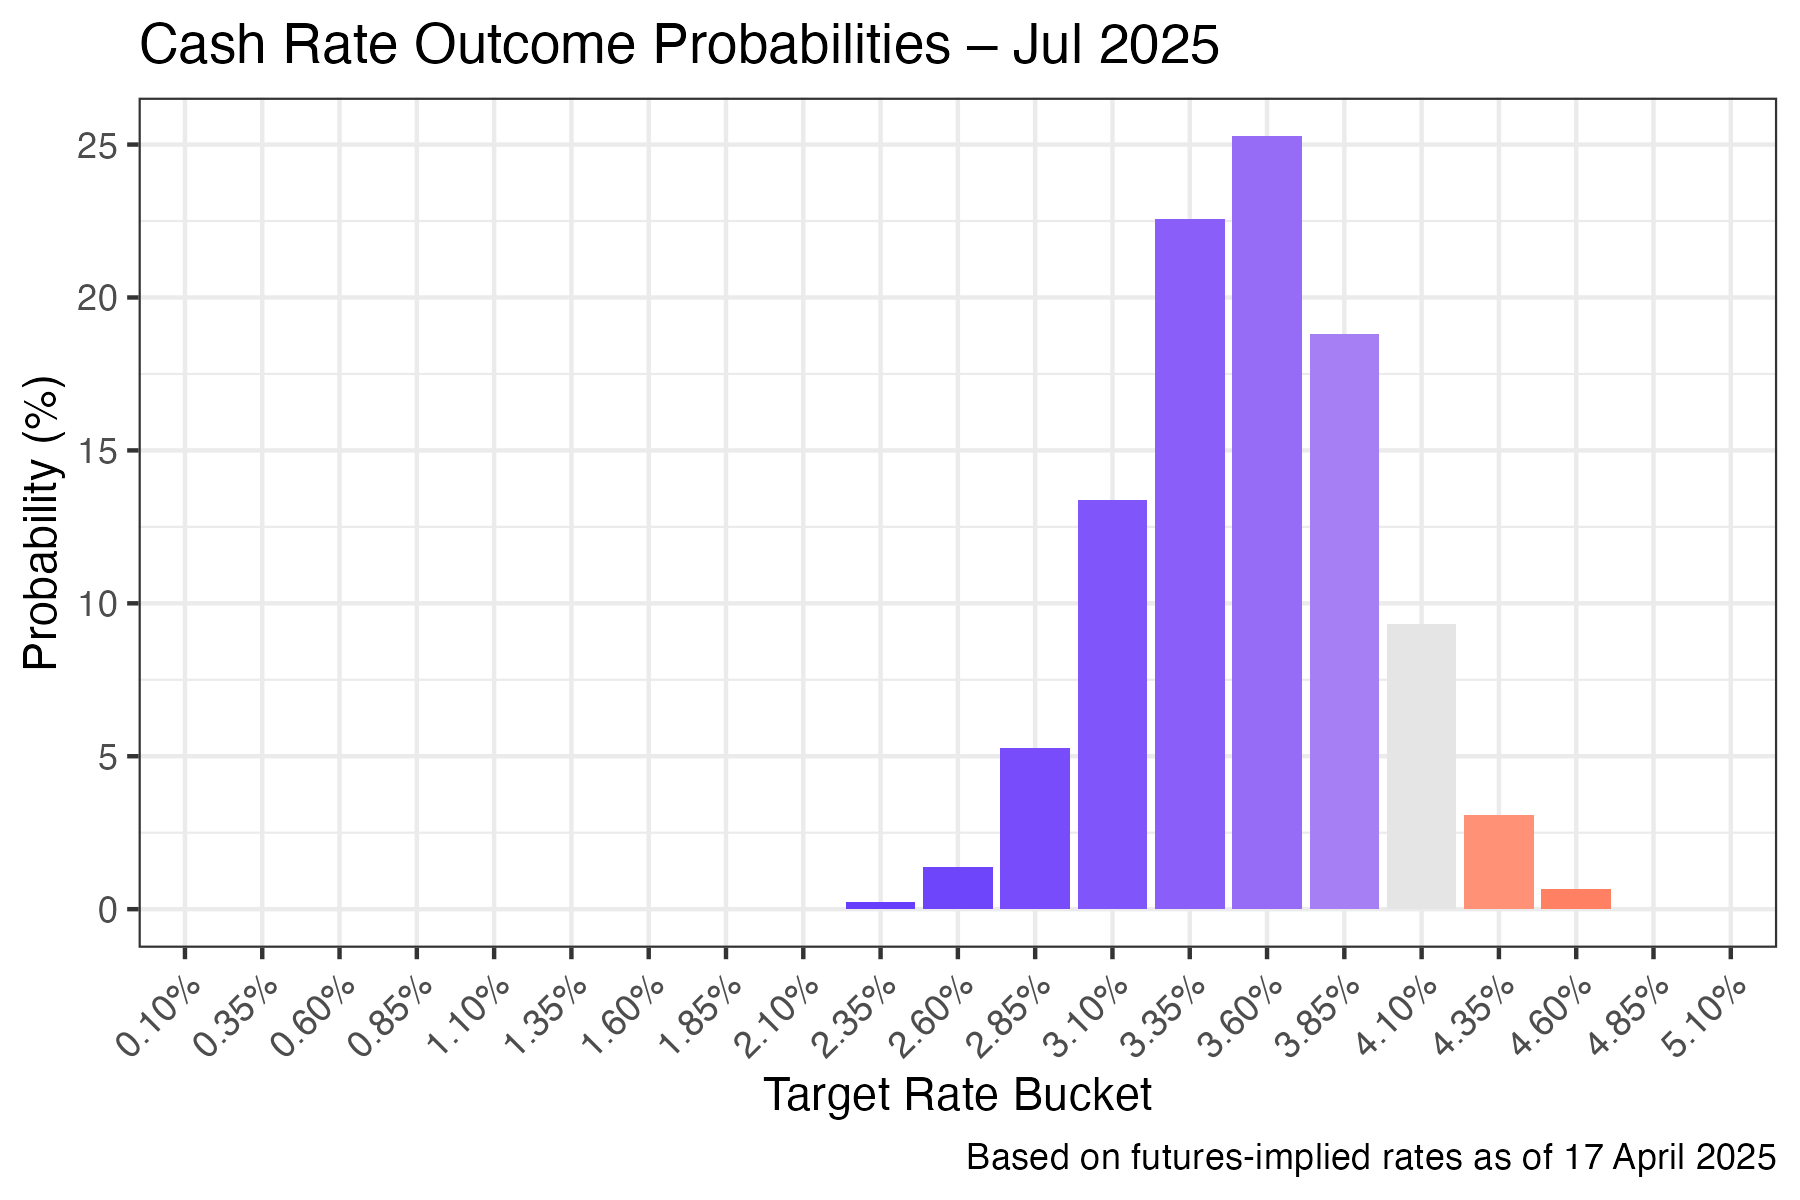 Cash Rate Outcome Probabilities – Jul 2025
Probability (%)
25
20
15
10
5
0
0.10% 0.35% 0.60% 0.85% 1.10% 1.35% 1.60% 1.85% 2.10% 2.35% 2.60% 2.85% 3.10% 3.35% 3.60% 3.85% 4.10% 4.35% 4.60% 4.85% 5.10%
Target Rate Bucket
Based on futures-implied rates as of 17 April 2025